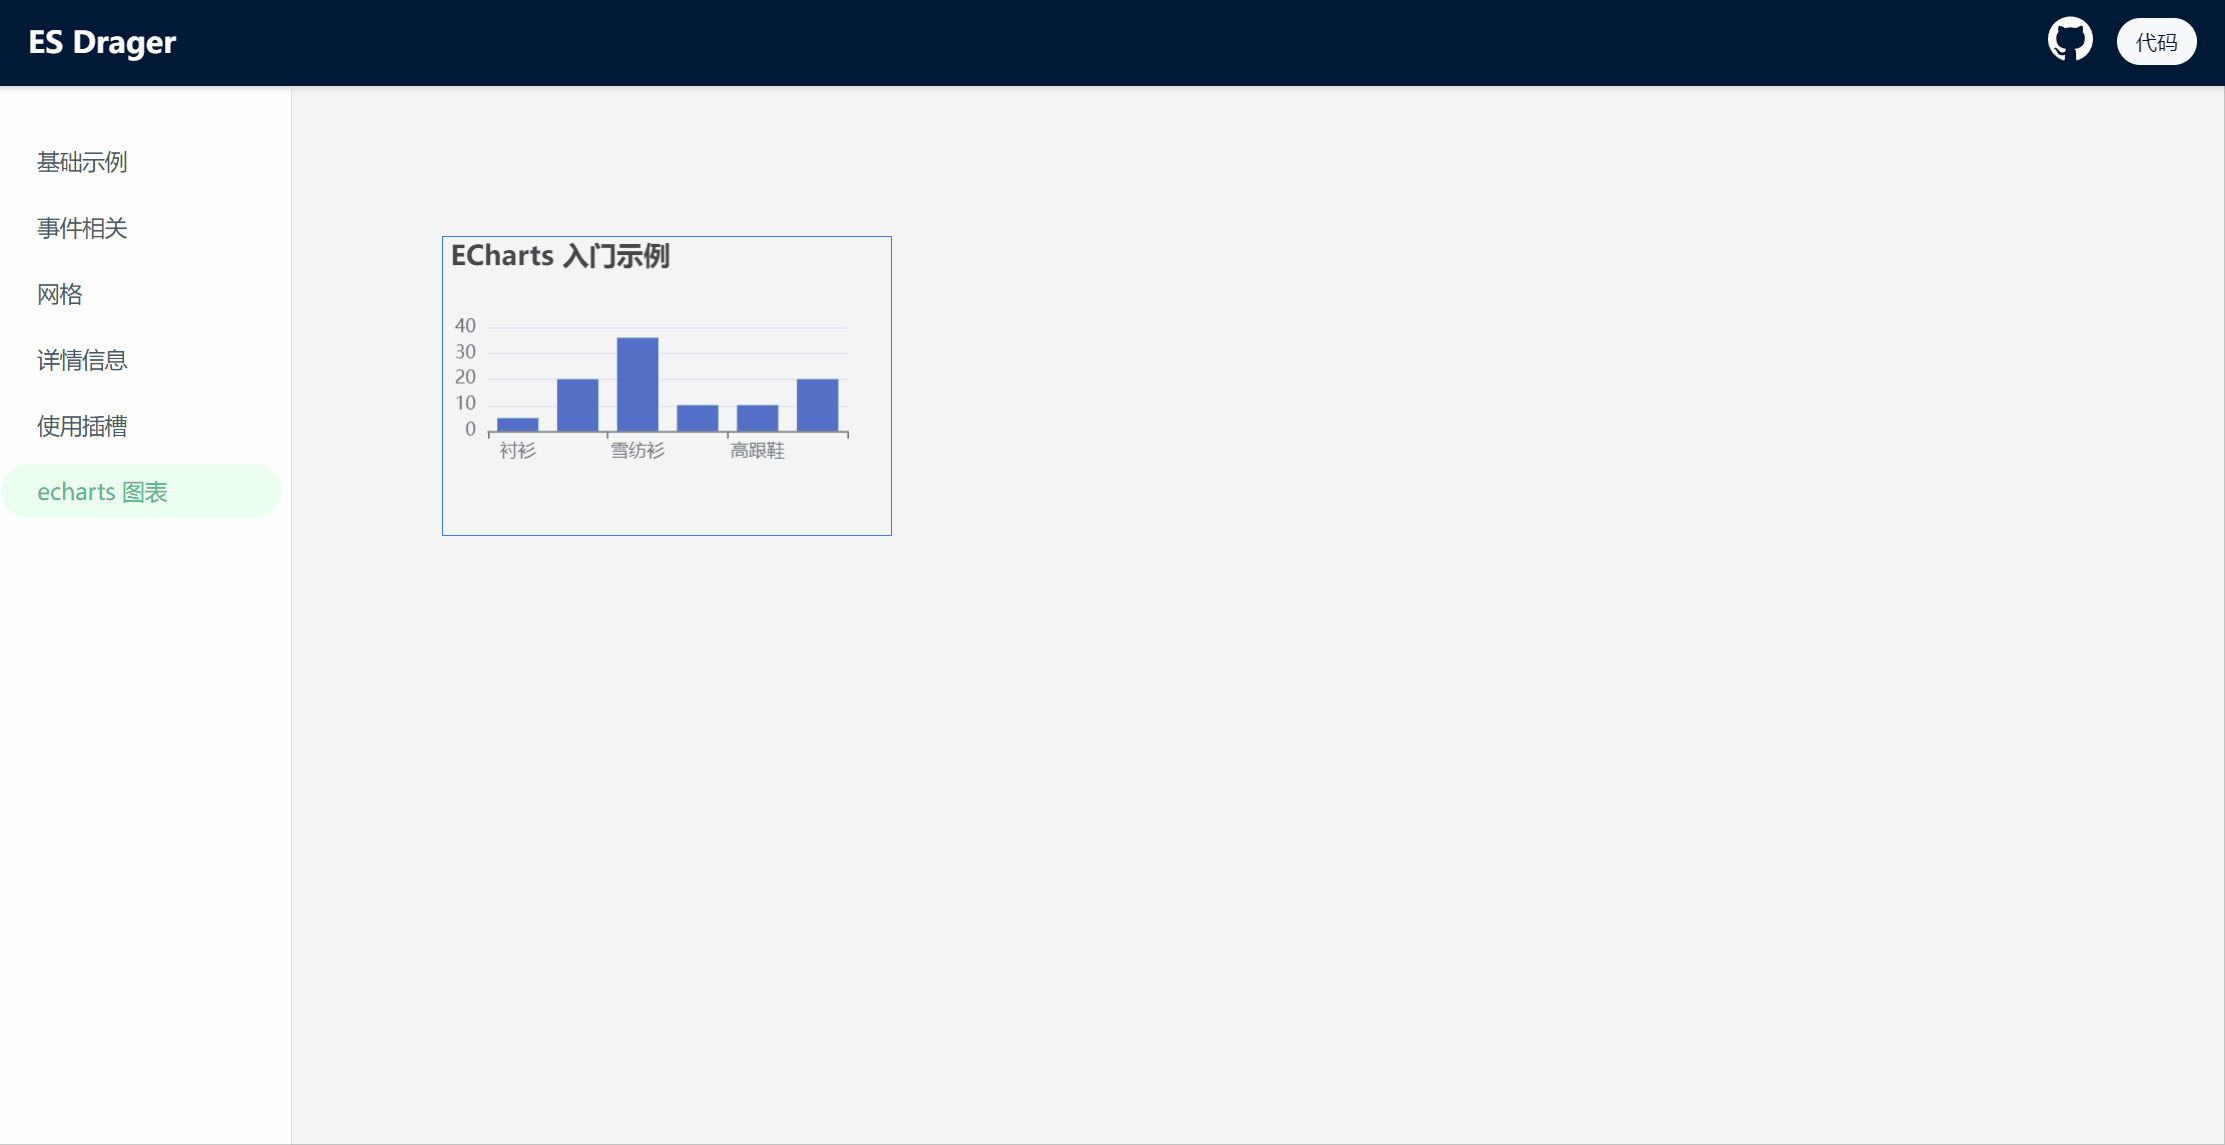 ES Drager
代码
基础示例
事件相关
网格
详情信息
使用插槽
echarts 图表
ECharts 入门示例
40
30
20
10
0
衬衫 雪纺衫 高跟鞋